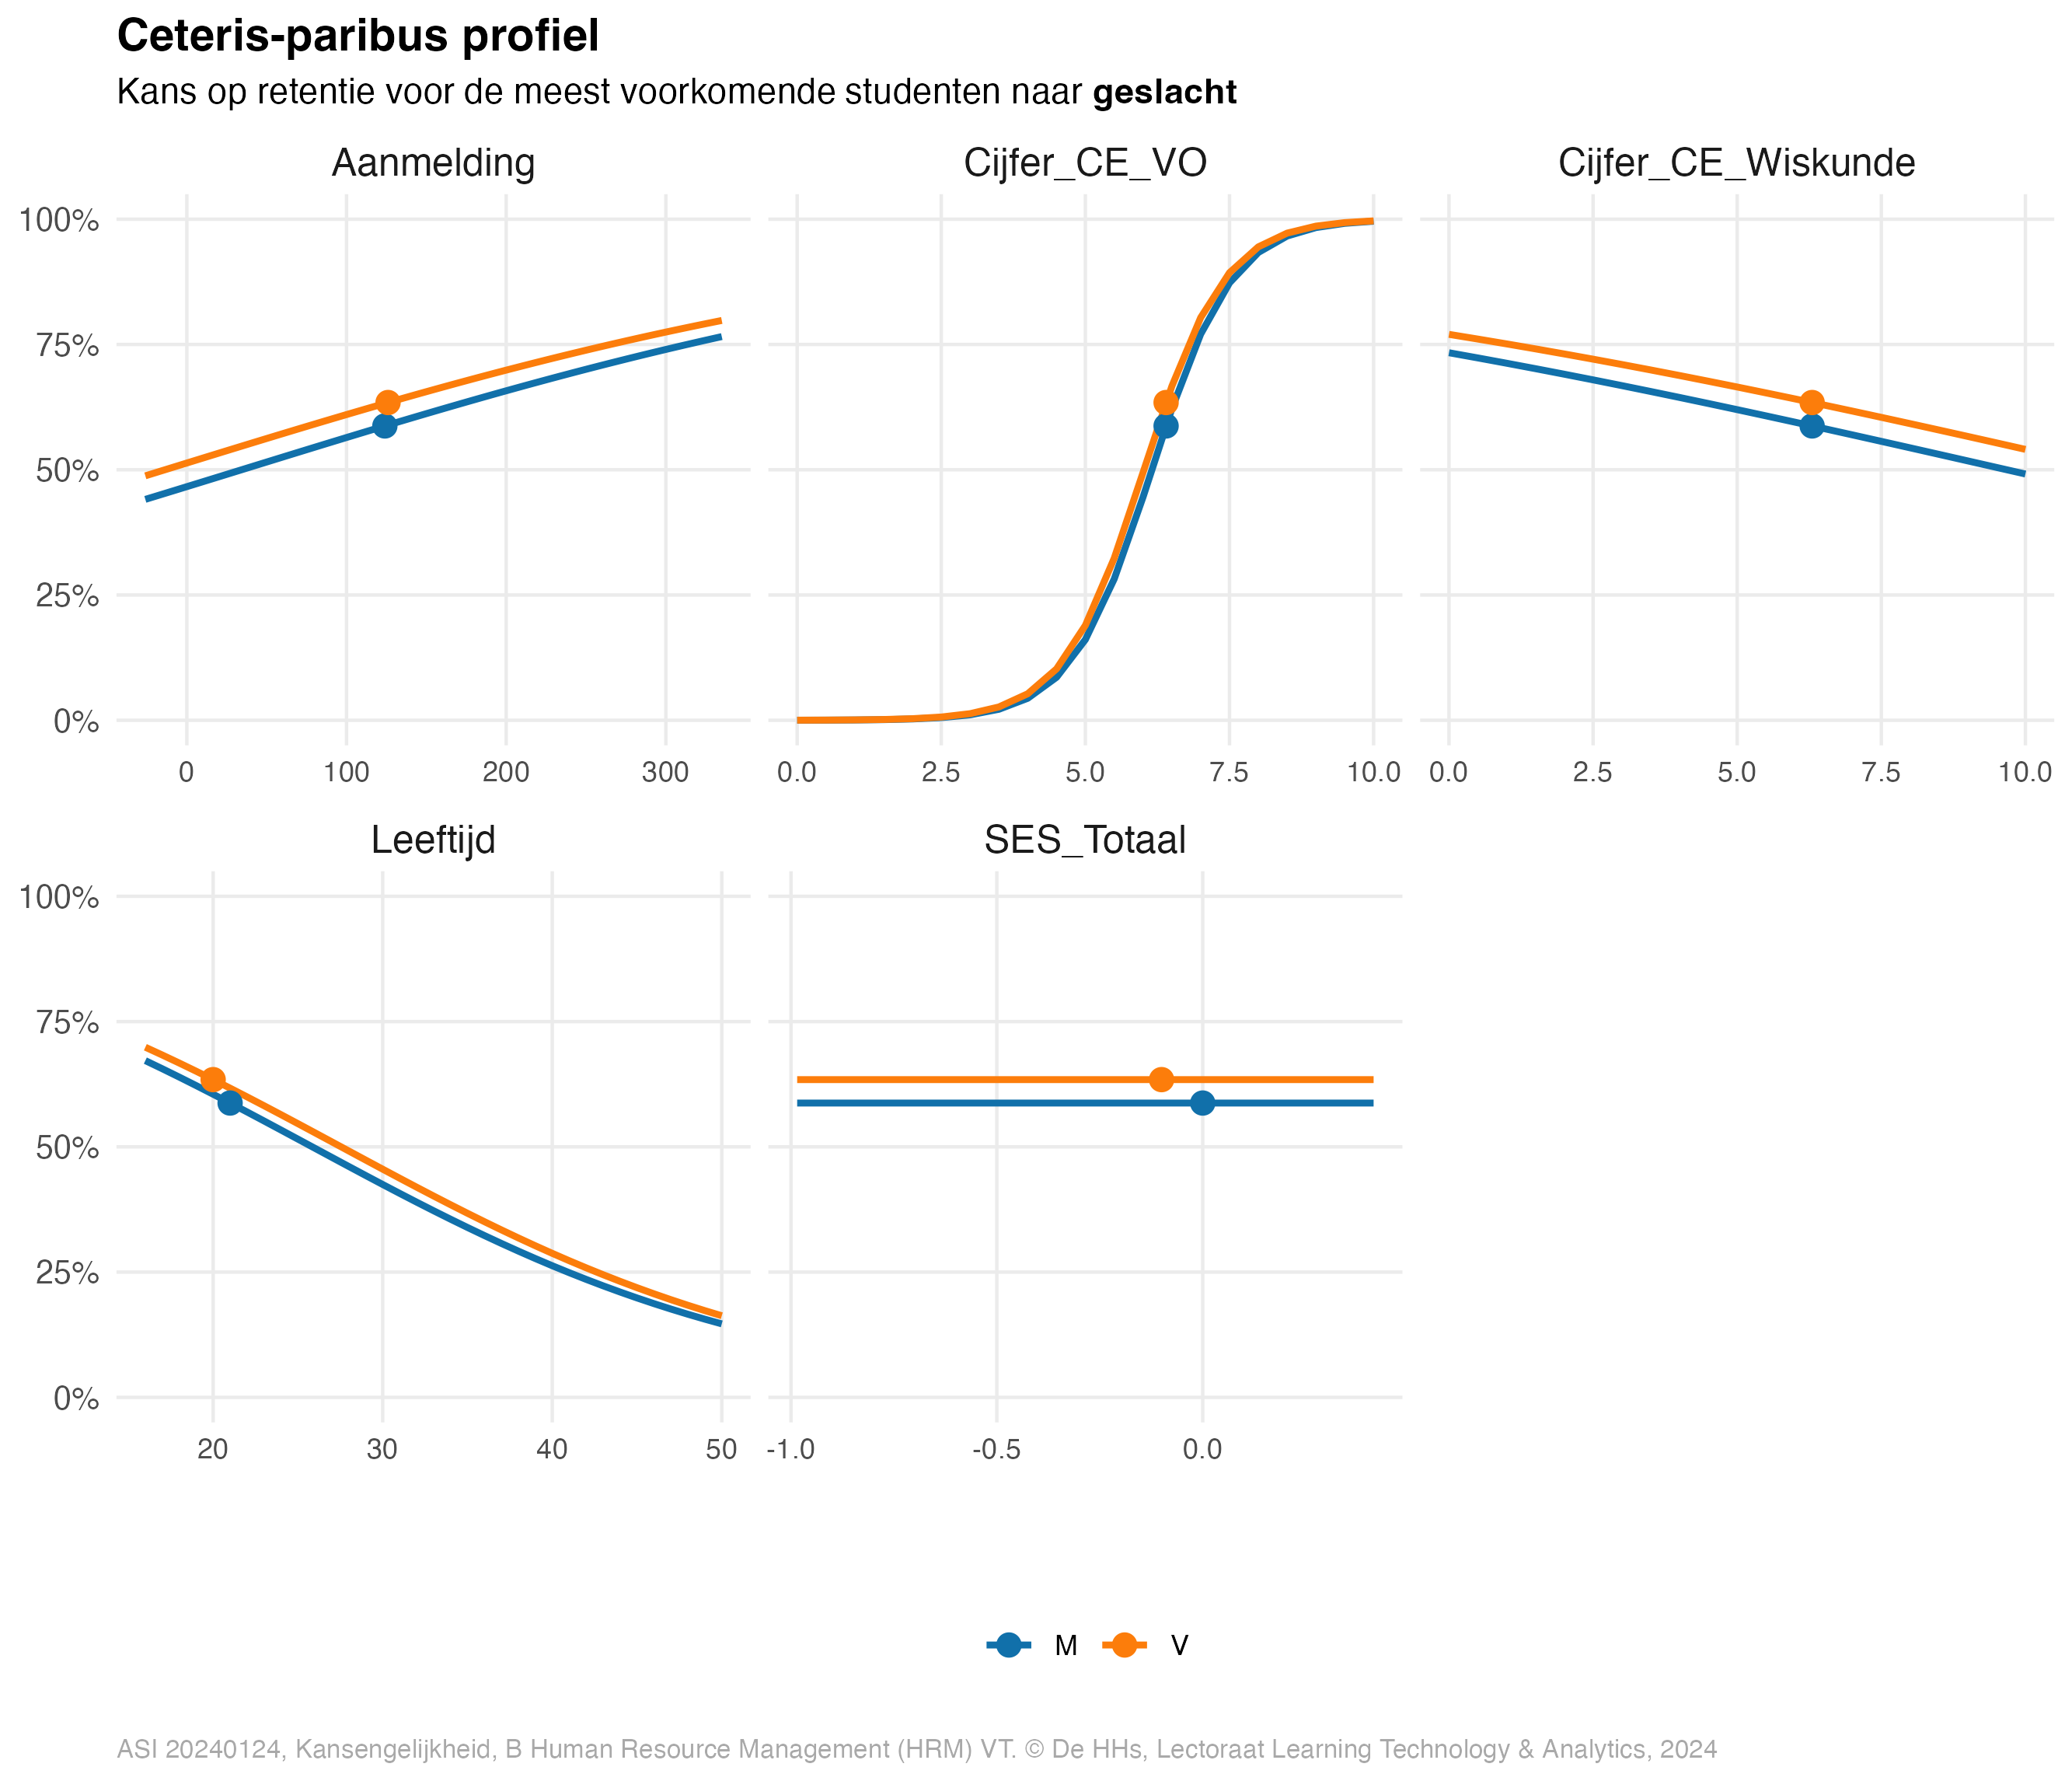 Ceteris-paribus profiel
Kans op retentie voor de meest voorkomende studenten naar geslacht
Aanmelding
Cijfer_CE_VO
Cijfer_CE_Wiskunde
100%
75%
50%
25%
0%
0 100 200 300
0.0 2.5 5.0 7.5 10.0
0.0 2.5 5.0 7.5 10.0
Leeftijd
SES_Totaal
100%
75%
50%
25%
0%
20 30 40 50
-1.0 -0.5 0.0
M V
ASI 20240124, Kansengelijkheid, B Human Resource Management (HRM) VT. © De HHs, Lectoraat Learning Technology & Analytics, 2024